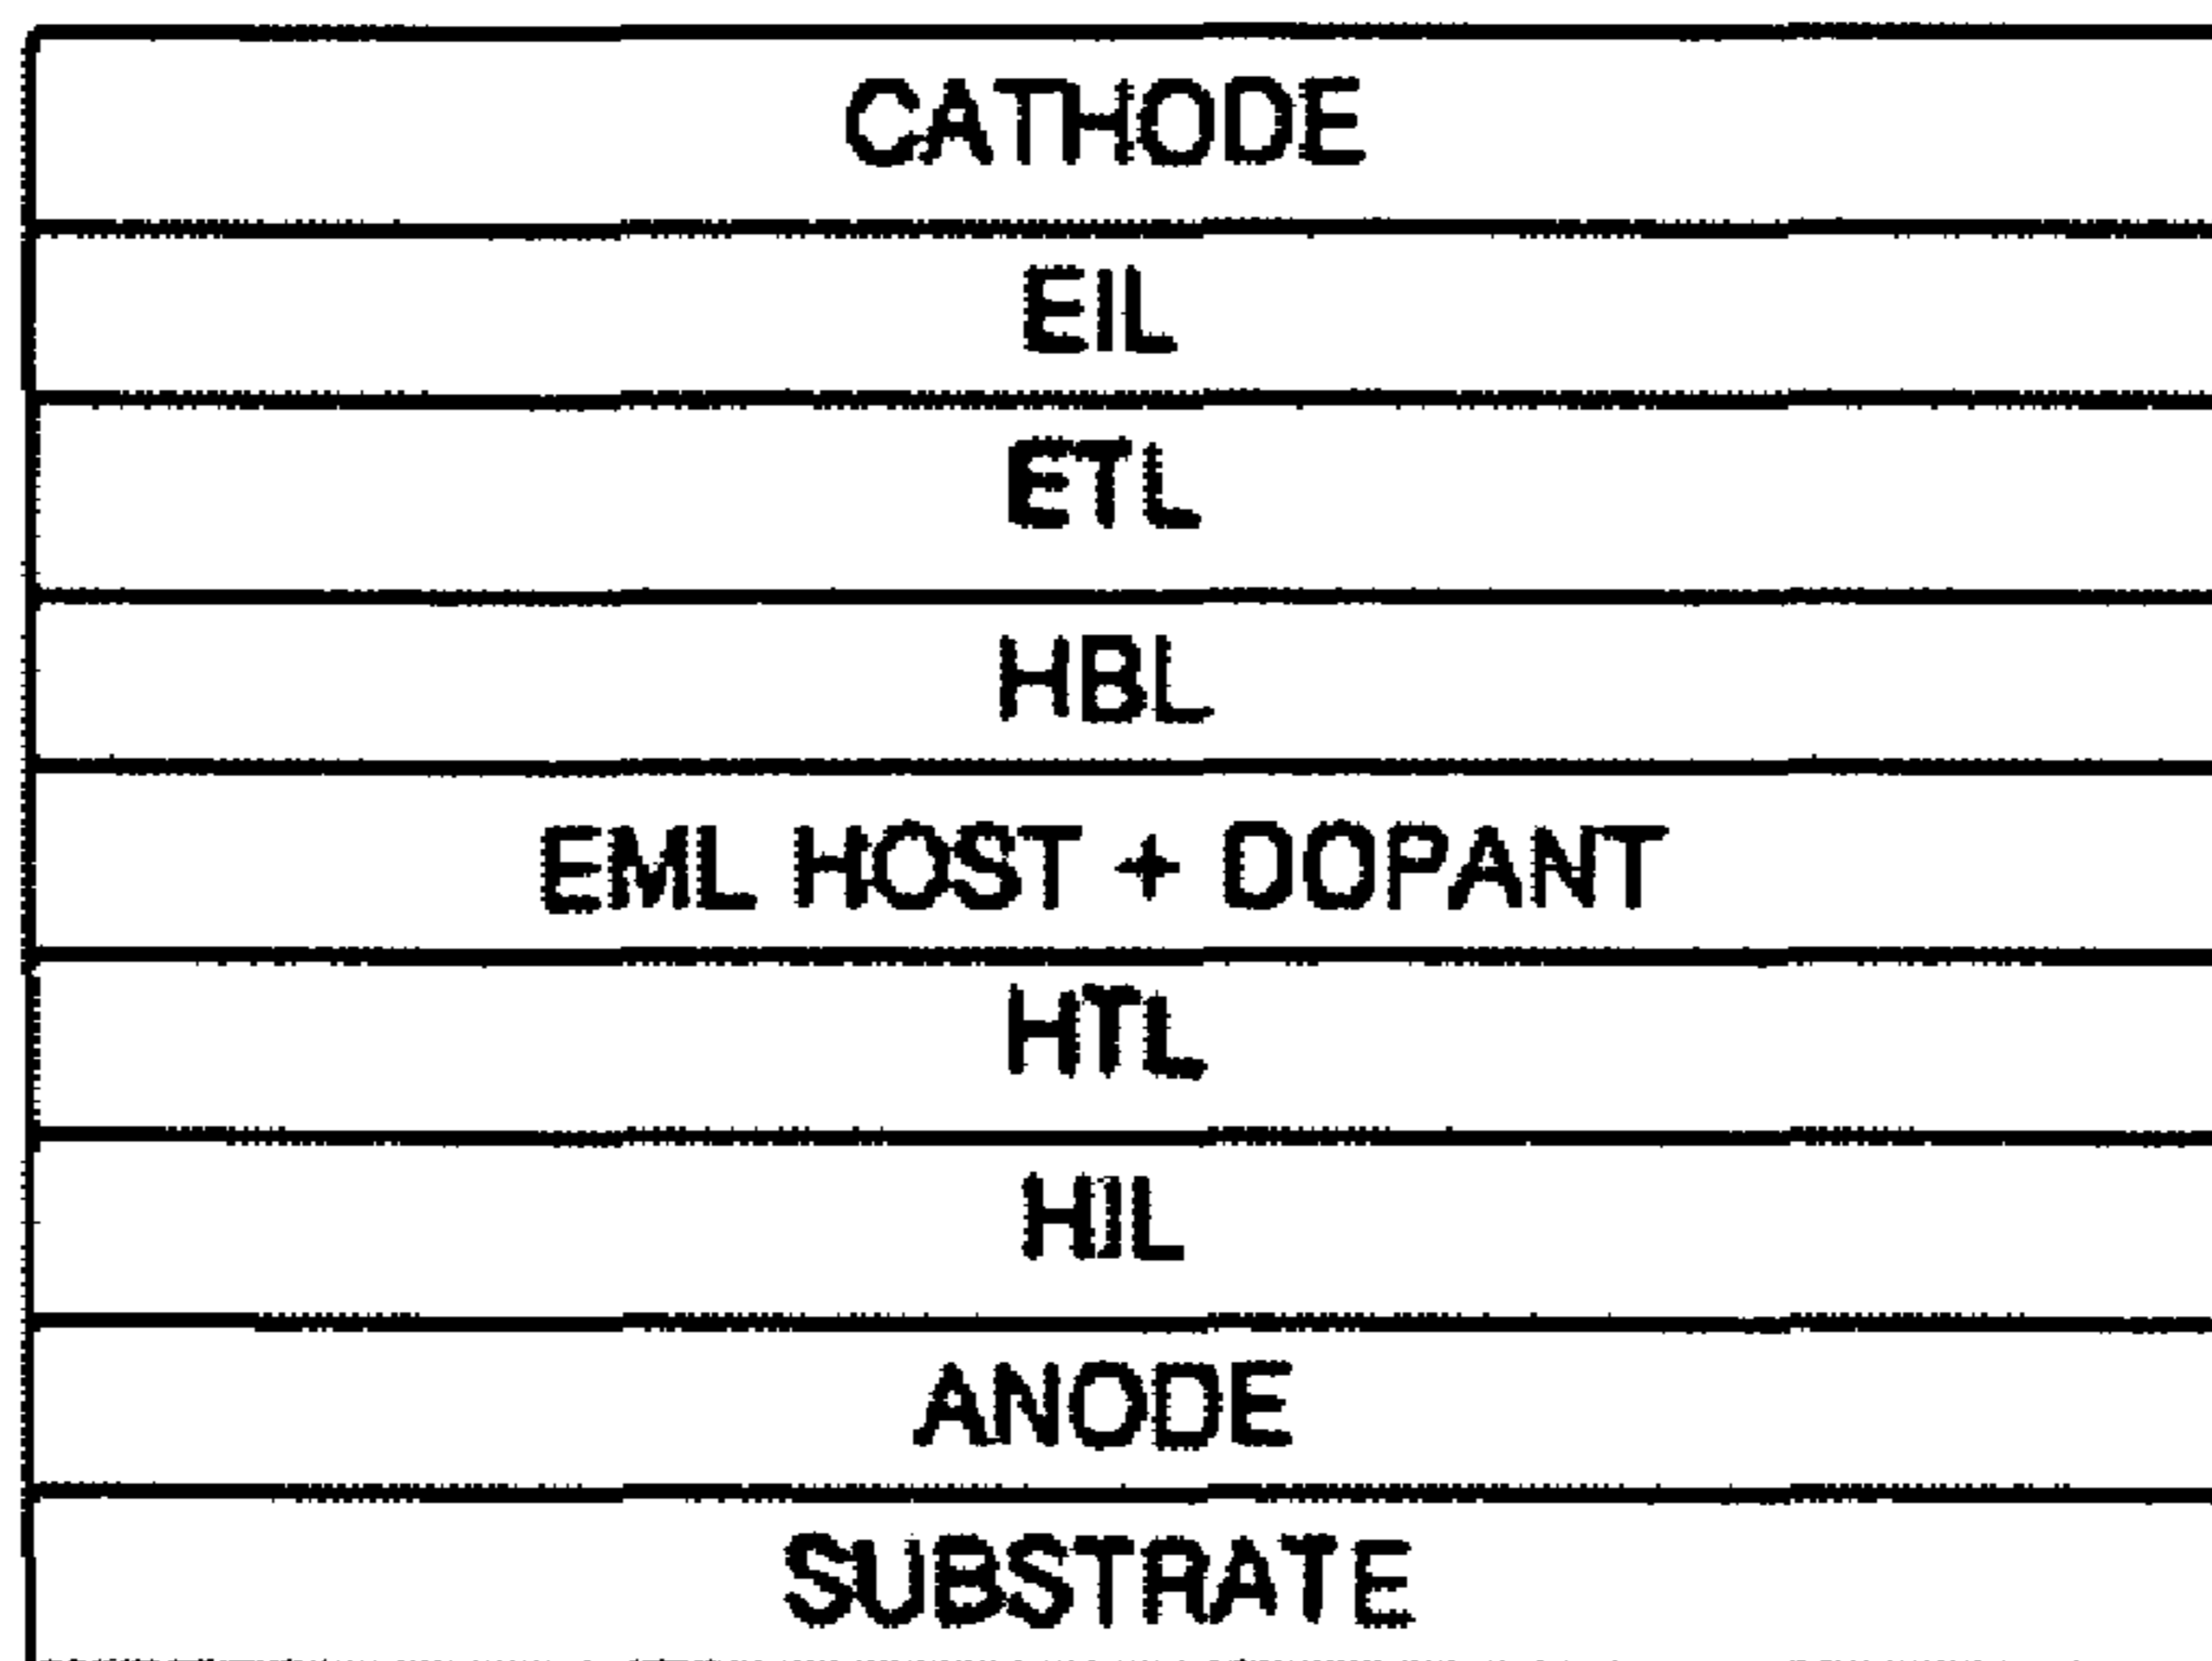 CATHODE
EIL
ETL
HBL
EML HOST + DOPANT
HTL
HIL
ANODE
SUBSTRATE